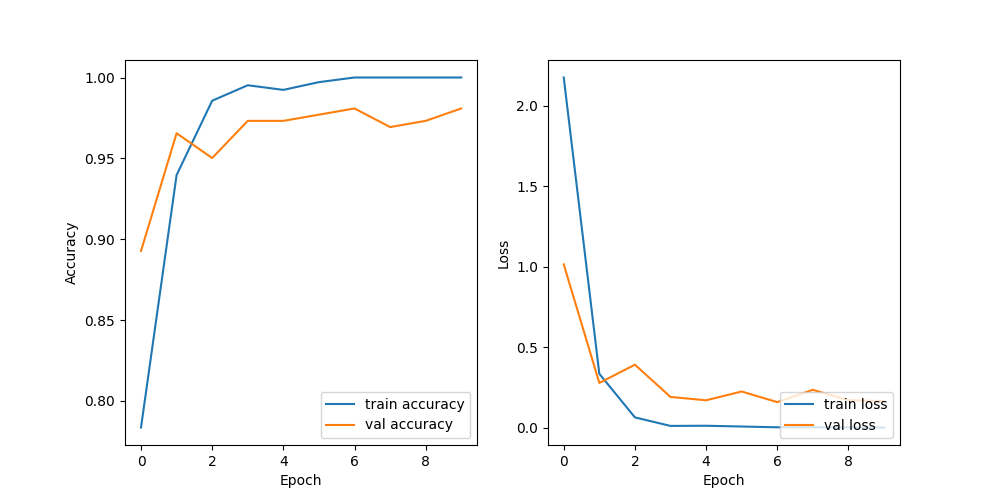 1.00
0.95
0.90
0.85
0.80
Accuracy
0 2 4 6 8
Epoch
train accuracy
val accuracy
2.0
1.5
1.0
0.5
0.0
Loss
0 2 4 6 8
Epoch
train loss
val loss